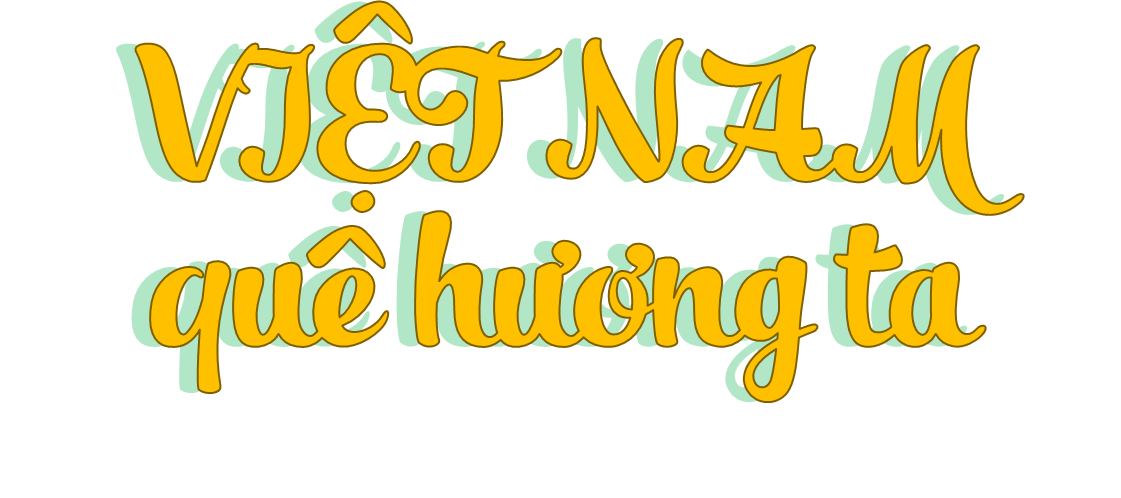 VIỆT NAM
quê hương ta